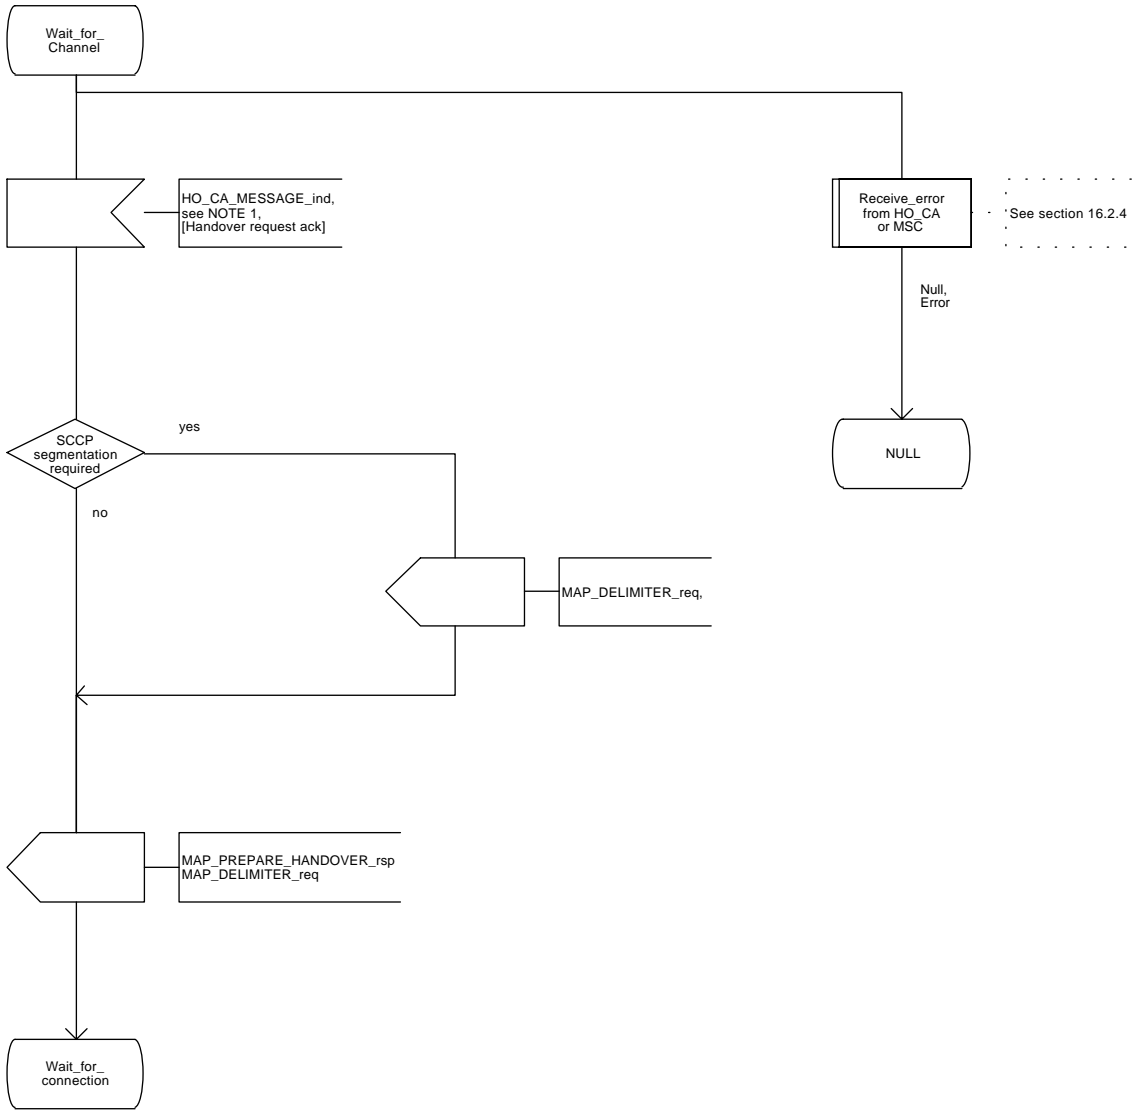 Wait_for_
Channel
HO_CA_MESSAGE_ind,
see NOTE 1,
[Handover request ack]
Receive_error
from HO_CA
or MSC
See section 16.2.4
Null,
Error
SCCP
segmentation
required
yes
NULL
no
MAP_DELIMITER_req,
MAP_PREPARE_HANDOVER_rsp
MAP_DELIMITER_req
Wait_for_
connection